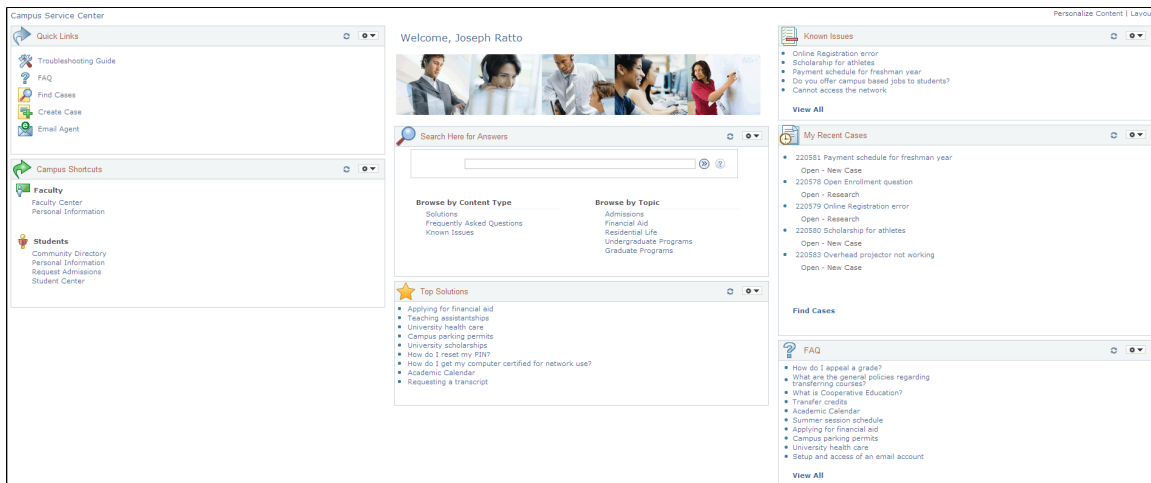 Campus Service Center
Personalize Content | Layou
Quick Links
Troubleshooting Guide
FAQ
Find Cases
Create Case
Email Agent
Campus Shortcuts
Faculty
Faculty Center
Personal Information
Students
Community Directory
Personal Information
Request Admissions
Student Center
Welcome, Joseph Ratto
Search Here for Answers
Browse by Content Type
Solutions
Frequently Asked Questions
Known Issues
Browse by Topic
Admissions
Financial Aid
Residential Life
Undergraduate Programs
Graduate Programs
Top Solutions
Applying for financial aid
Teaching assistantships
University health care
Campus parking permits
University scholarships
How do I reset my PIN?
How do I get my computer certified for network use?
Academic Calendar
Requesting a transcript
Known Issues
Online Registration error
Scholarship for athletes
Payment schedule for freshman year
Do you offer campus based jobs to students?
Cannot access the network
View All
My Recent Cases
220581 Payment schedule for freshman year
Open - New Case
220578 Open Enrollment question
Open - Research
220579 Online Registration error
Open - Research
220580 Scholarship for athletes
Open - New Case
220583 Overhead projector not working
Open - New Case
Find Cases
FAQ
How do I appeal a grade?
What are the general policies regarding
transferring courses?
What is Cooperative Education?
Transfer credits
Academic Calendar
Summer session schedule
Applying for financial aid
Campus parking permits
University health care
Setup and access of an email account
View All